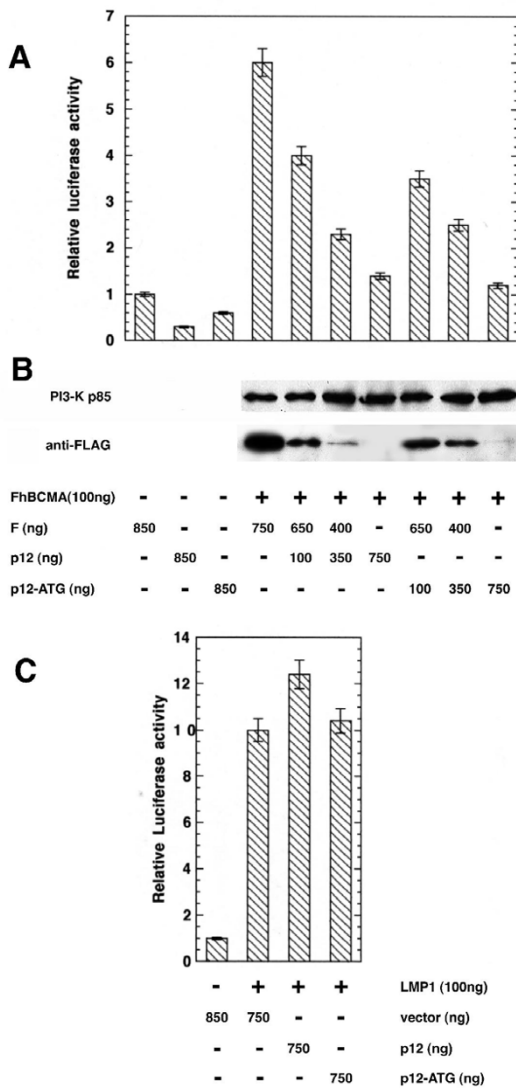 A
Relative luciferase activity
7
6
5
4
3
2
1
0
B
PI3-K p85
anti-FLAG
FhBCMA(100ng) - - - + + + + + + +
F (ng) 850 - - 750 650 400 - 650 400 -
p12 (ng) - 850 - - 100 350 750 - - -
p12-ATG (ng) - - 850 - - - - 100 350 750
C
Relative Luciferase activity
14
12
10
8
6
4
2
0
- + + + LMP1 (100ng)
850 750 - - vector (ng)
- - 750 - p12 (ng)
- - - 750 p12-ATG (ng)